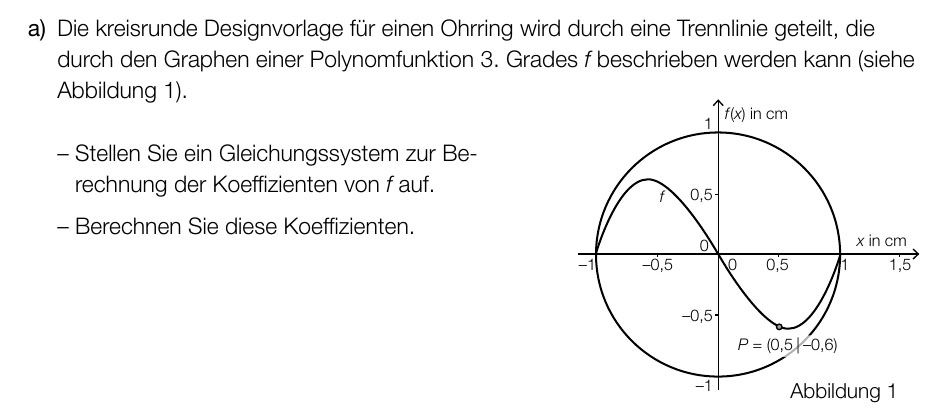 a) Die kreisrunde Designvorlage für einen Ohrring wird durch eine Trennlinie geteilt, die
durch den Graphen einer Polynomfunktion 3. Grades f beschrieben werden kann (siehe
Abbildung 1).
– Stellen Sie ein Gleichungssystem zur Be-
rechnung der Koeffizienten von f auf.
– Berechnen Sie diese Koeffizienten.
f(x) in cm
1
f
0,5
0
x in cm
–1
–0,5
0
0,5
1
1,5
–0,5
P = (0,5|–0,6)
–1
Abbildung 1